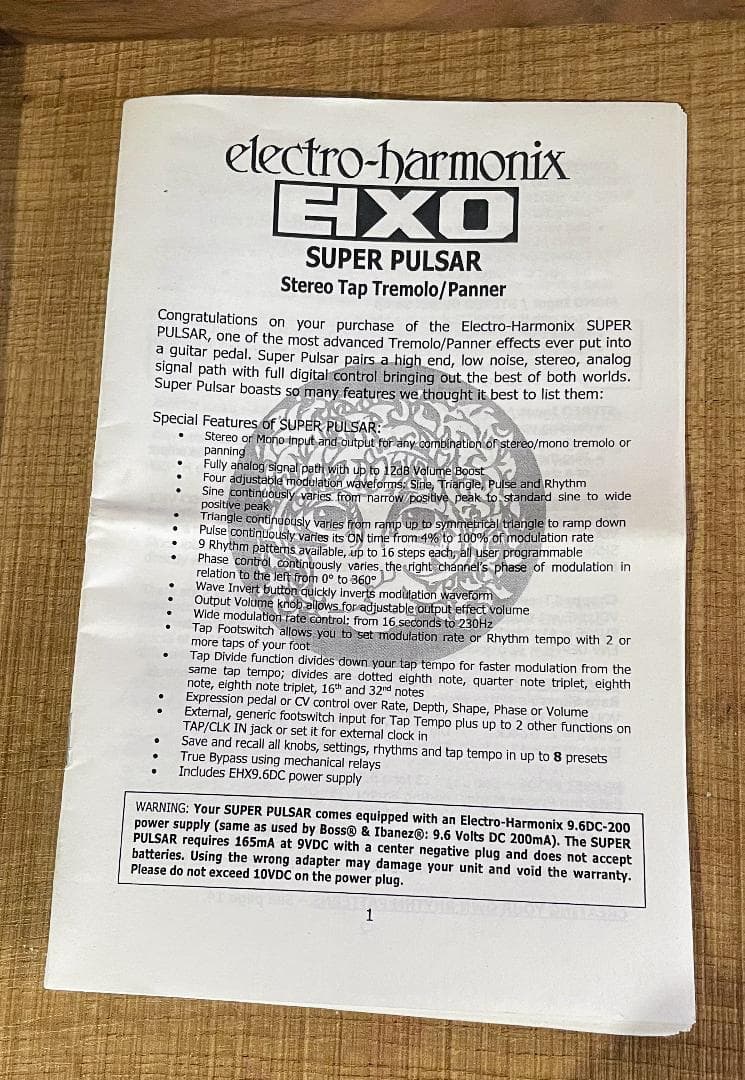 electro-harmonix
EHX
SUPER PULSAR
Stereo Tap Tremolo/Panner
Congratulations on your purchase of the Electro-Harmonix SUPER
PULSAR, one of the most advanced Tremolo/Panner effects ever put into
a guitar pedal. Super Pulsar pairs a high end, low noise, stereo, analog
signal path with full digital control bringing out the best of both worlds.
Super Pulsar boasts so many features we thought it best to list them:
Special Features of SUPER PULSAR:
• Stereo or Mono Input and output for any combination of stereo/mono tremolo or
panning
• Fully analog signal path with up to 12dB Volume Boost
• Four adjustable modulation waveforms: Sine, Triangle, Pulse and Rhythm
• Sine continuously varies from narrow positive peak to standard sine to wide
positive peak
• Triangle continuously varies from ramp up to symmetrical triangle to ramp down
• Pulse continuously varies its ON time from 4% to 100% of modulation rate
• 9 Rhythm patterns available, up to 16 steps each, all user programmable
• Phase control continuously varies the right channel's phase of modulation in
relation to the left from 0° to 360°
• Wave Invert button quickly inverts modulation waveform
• Output Volume knob allows for adjustable output effect volume
• Wide modulation rate control: from 16 seconds to 230Hz
• Tap Footswitch allows you to set modulation rate or Rhythm tempo with 2 or
more taps of your foot
• Tap Divide function divides down your tap tempo for faster modulation from the
same tap tempo; divides are dotted eighth note, quarter note triplet, eighth
note, eighth note triplet, 16th and 32nd notes
• Expression pedal or CV control over Rate, Depth, Shape, Phase or Volume
• External, generic footswitch input for Tap Tempo plus up to 2 other functions on
TAP/CLK IN jack or set it for external clock in
• Save and recall all knobs, settings, rhythms and tap tempo in up to 8 presets
• True Bypass using mechanical relays
• Includes EHX9.6DC power supply
WARNING: Your SUPER PULSAR comes equipped with an Electro-Harmonix 9.6DC-200
power supply (same as used by Boss® & Ibanez®: 9.6 Volts DC 200mA). The SUPER
PULSAR requires 165mA at 9VDC with a center negative plug and does not accept
batteries. Using the wrong adapter may damage your unit and void the warranty.
Please do not exceed 10VDC on the power plug.
1